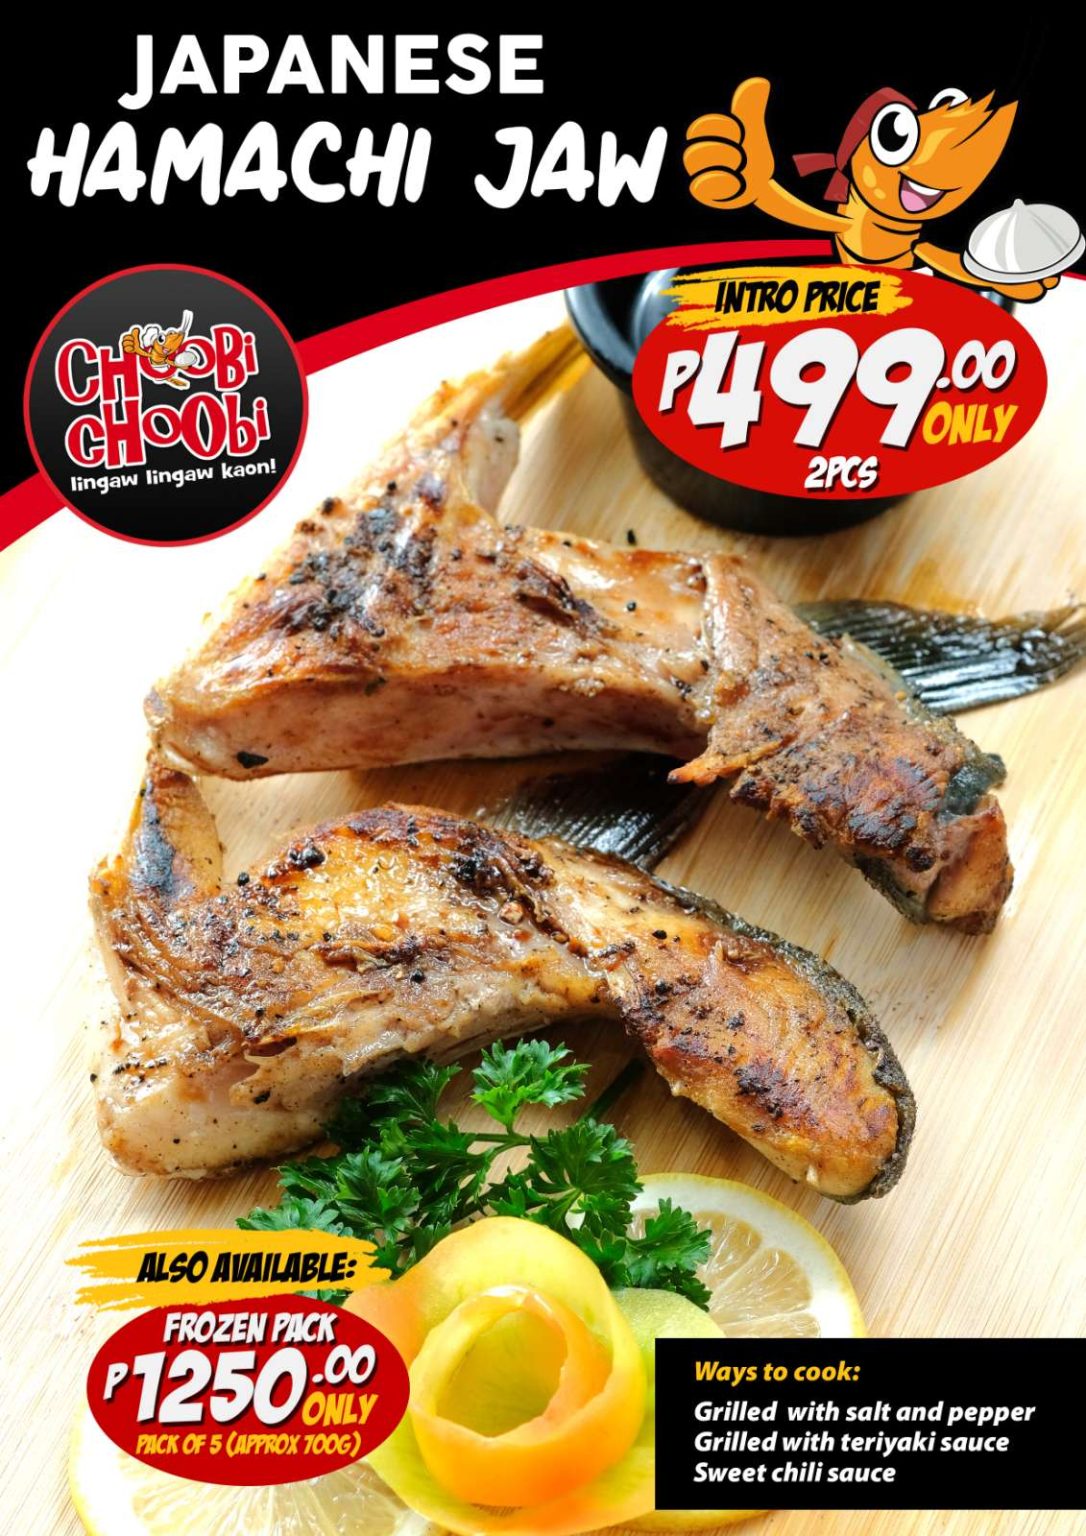 JAPANESE
HAMACHI JAW
CHOOBi
CHOOBi
lingaw lingaw kaon!
INTRO PRICE
P499.00
ONLY
2PCS
ALSO AVAILABLE:
FROZEN PACK
P1250.00
ONLY
PACK OF 5 (APPROX 700G)
Ways to cook:
Grilled with salt and pepper
Grilled with teriyaki sauce
Sweet chili sauce